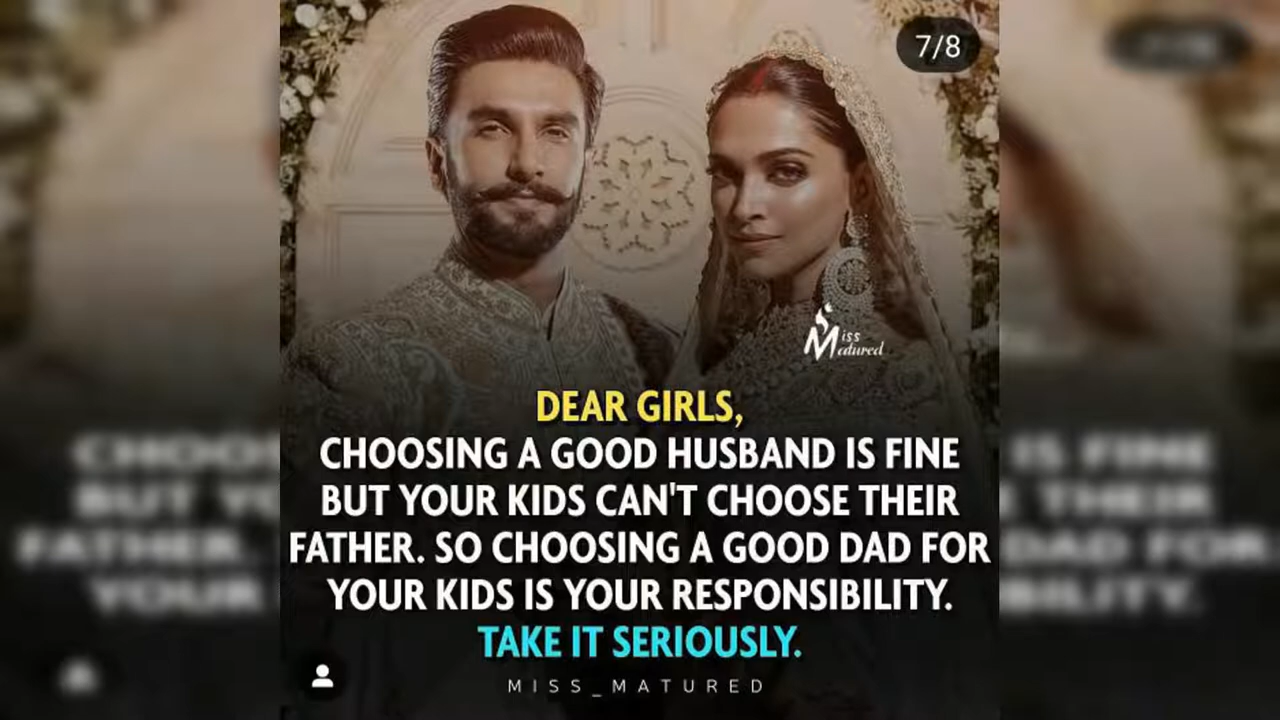 7/8
Miss
Matured
DEAR GIRLS,
CHOOSING A GOOD HUSBAND IS FINE
BUT YOUR KIDS CAN'T CHOOSE THEIR
FATHER. SO CHOOSING A GOOD DAD FOR
YOUR KIDS IS YOUR RESPONSIBILITY.
TAKE IT SERIOUSLY.
MISS_MATURED